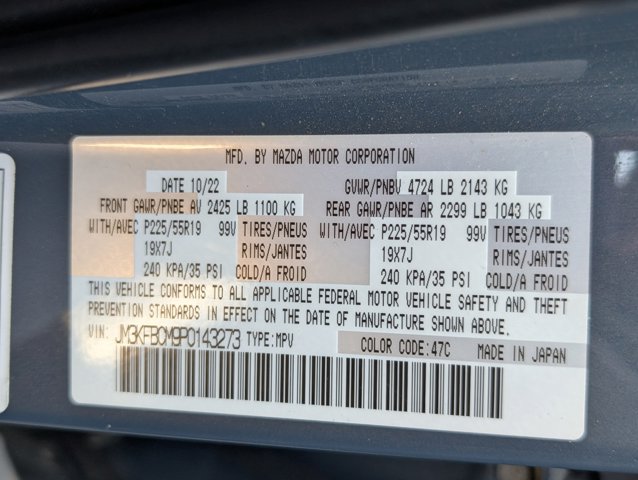 MFD. BY MAZDA MOTOR CORPORATION
DATE 10/22 GVWR/PNBV 4724 LB 2143 KG
FRONT GAWR/PNBE AV 2425 LB 1100 KG REAR GAWR/PNBE AR 2299 LB 1043 KG
WITH/AVEC P225/55R19 99V TIRES/PNEUS WITH/AVEC P225/55R19 99V TIRES/PNEUS
19X7J RIMS/JANTES 19X7J RIMS/JANTES
240 KPA/35 PSI COLD/A FROID 240 KPA/35 PSI COLD/A FROID
THIS VEHICLE CONFORMS TO ALL APPLICABLE FEDERAL MOTOR VEHICLE SAFETY AND THEFT
PREVENTION STANDARDS IN EFFECT ON THE DATE OF MANUFACTURE SHOWN ABOVE.
VIN: JM3KFBCM9P0143273 TYPE:MPV COLOR CODE:47C MADE IN JAPAN